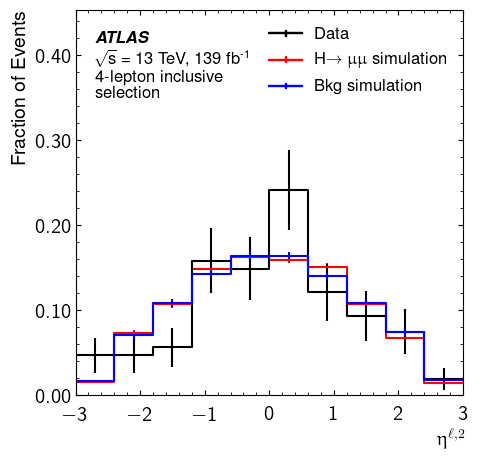 ATLAS
√s = 13 TeV, 139 fb⁻¹
4-lepton inclusive
selection
Data
H→ μμ simulation
Bkg simulation
Fraction of Events
0.40
0.30
0.20
0.10
0.00
−3 −2 −1 0 1 2 3
η^{ℓ,2}